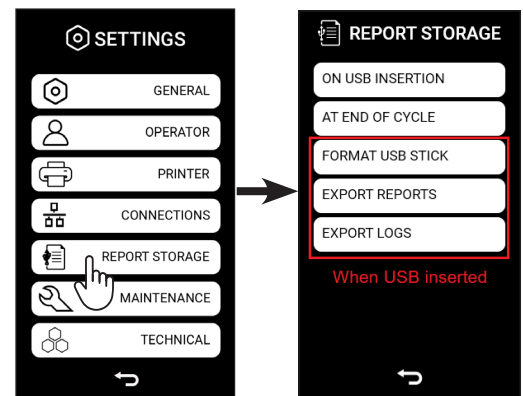 SETTINGS
GENERAL
OPERATOR
PRINTER
CONNECTIONS
REPORT STORAGE
MAINTENANCE
TECHNICAL
REPORT STORAGE
ON USB INSERTION
AT END OF CYCLE
FORMAT USB STICK
EXPORT REPORTS
EXPORT LOGS
When USB inserted